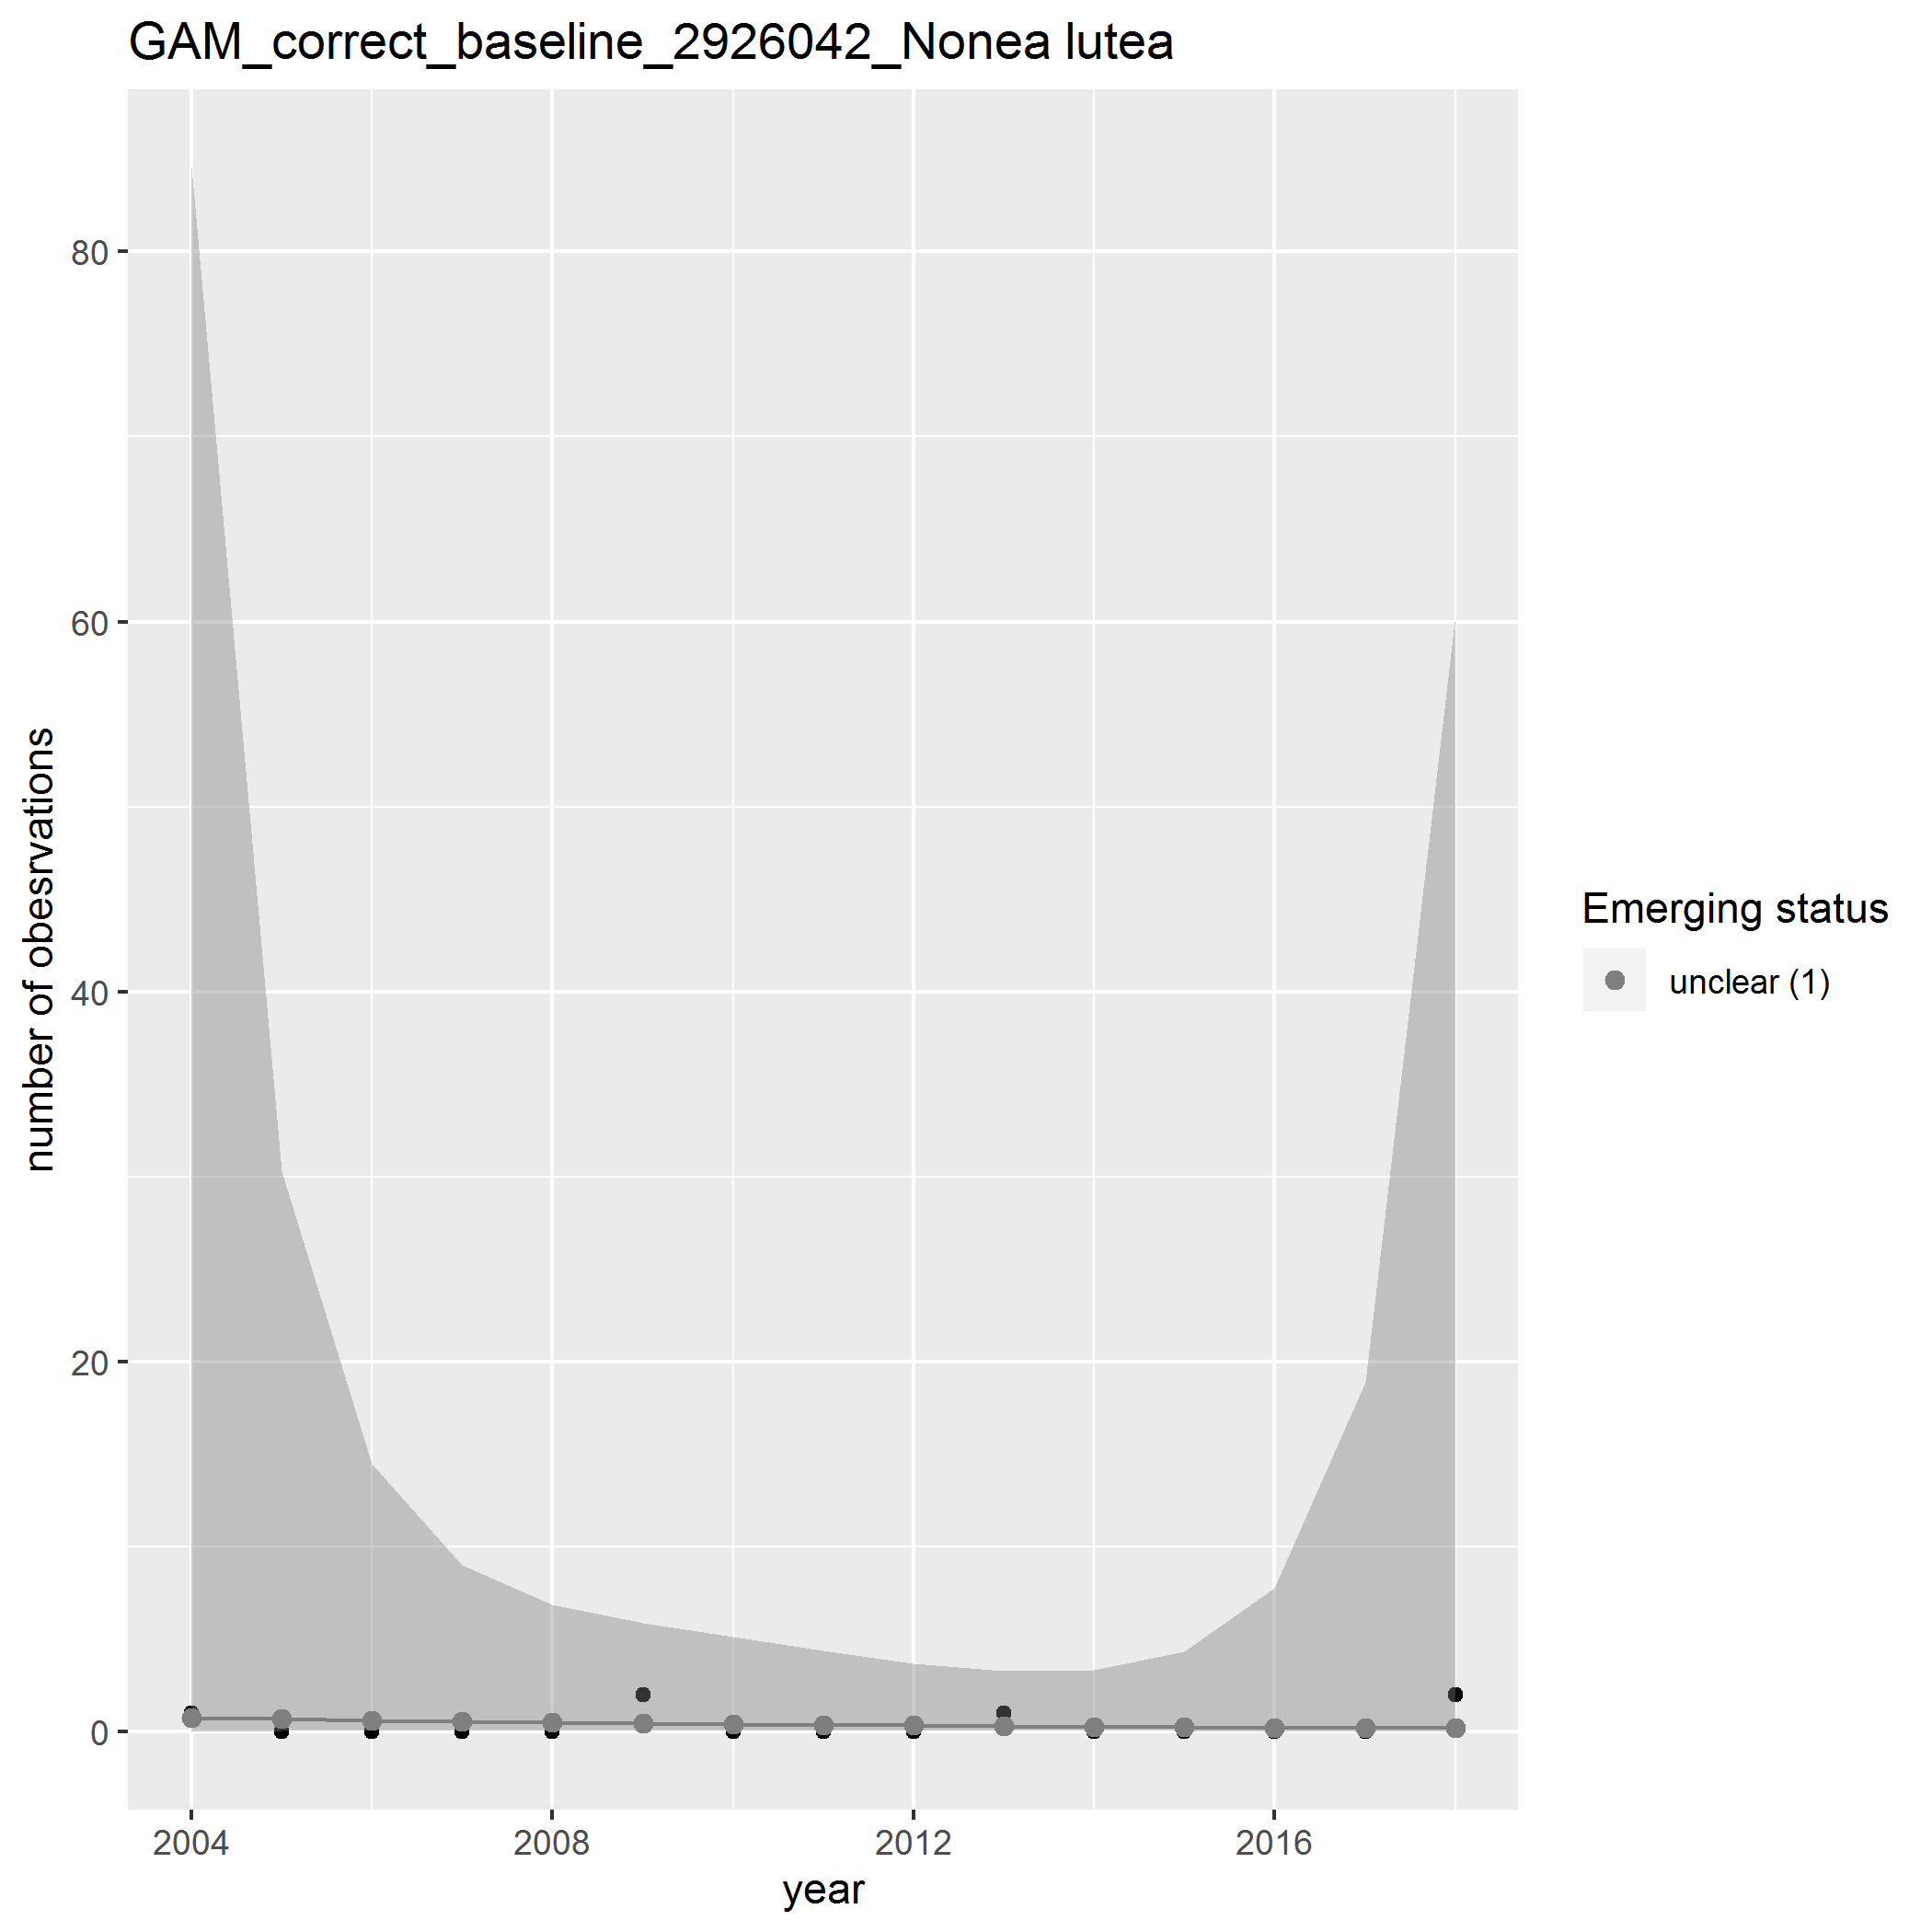 GAM_correct_baseline_2926042_Nonea lutea
80
60
40
20
0
number of obesrvations
2004
2008
2012
2016
year
Emerging status
unclear (1)